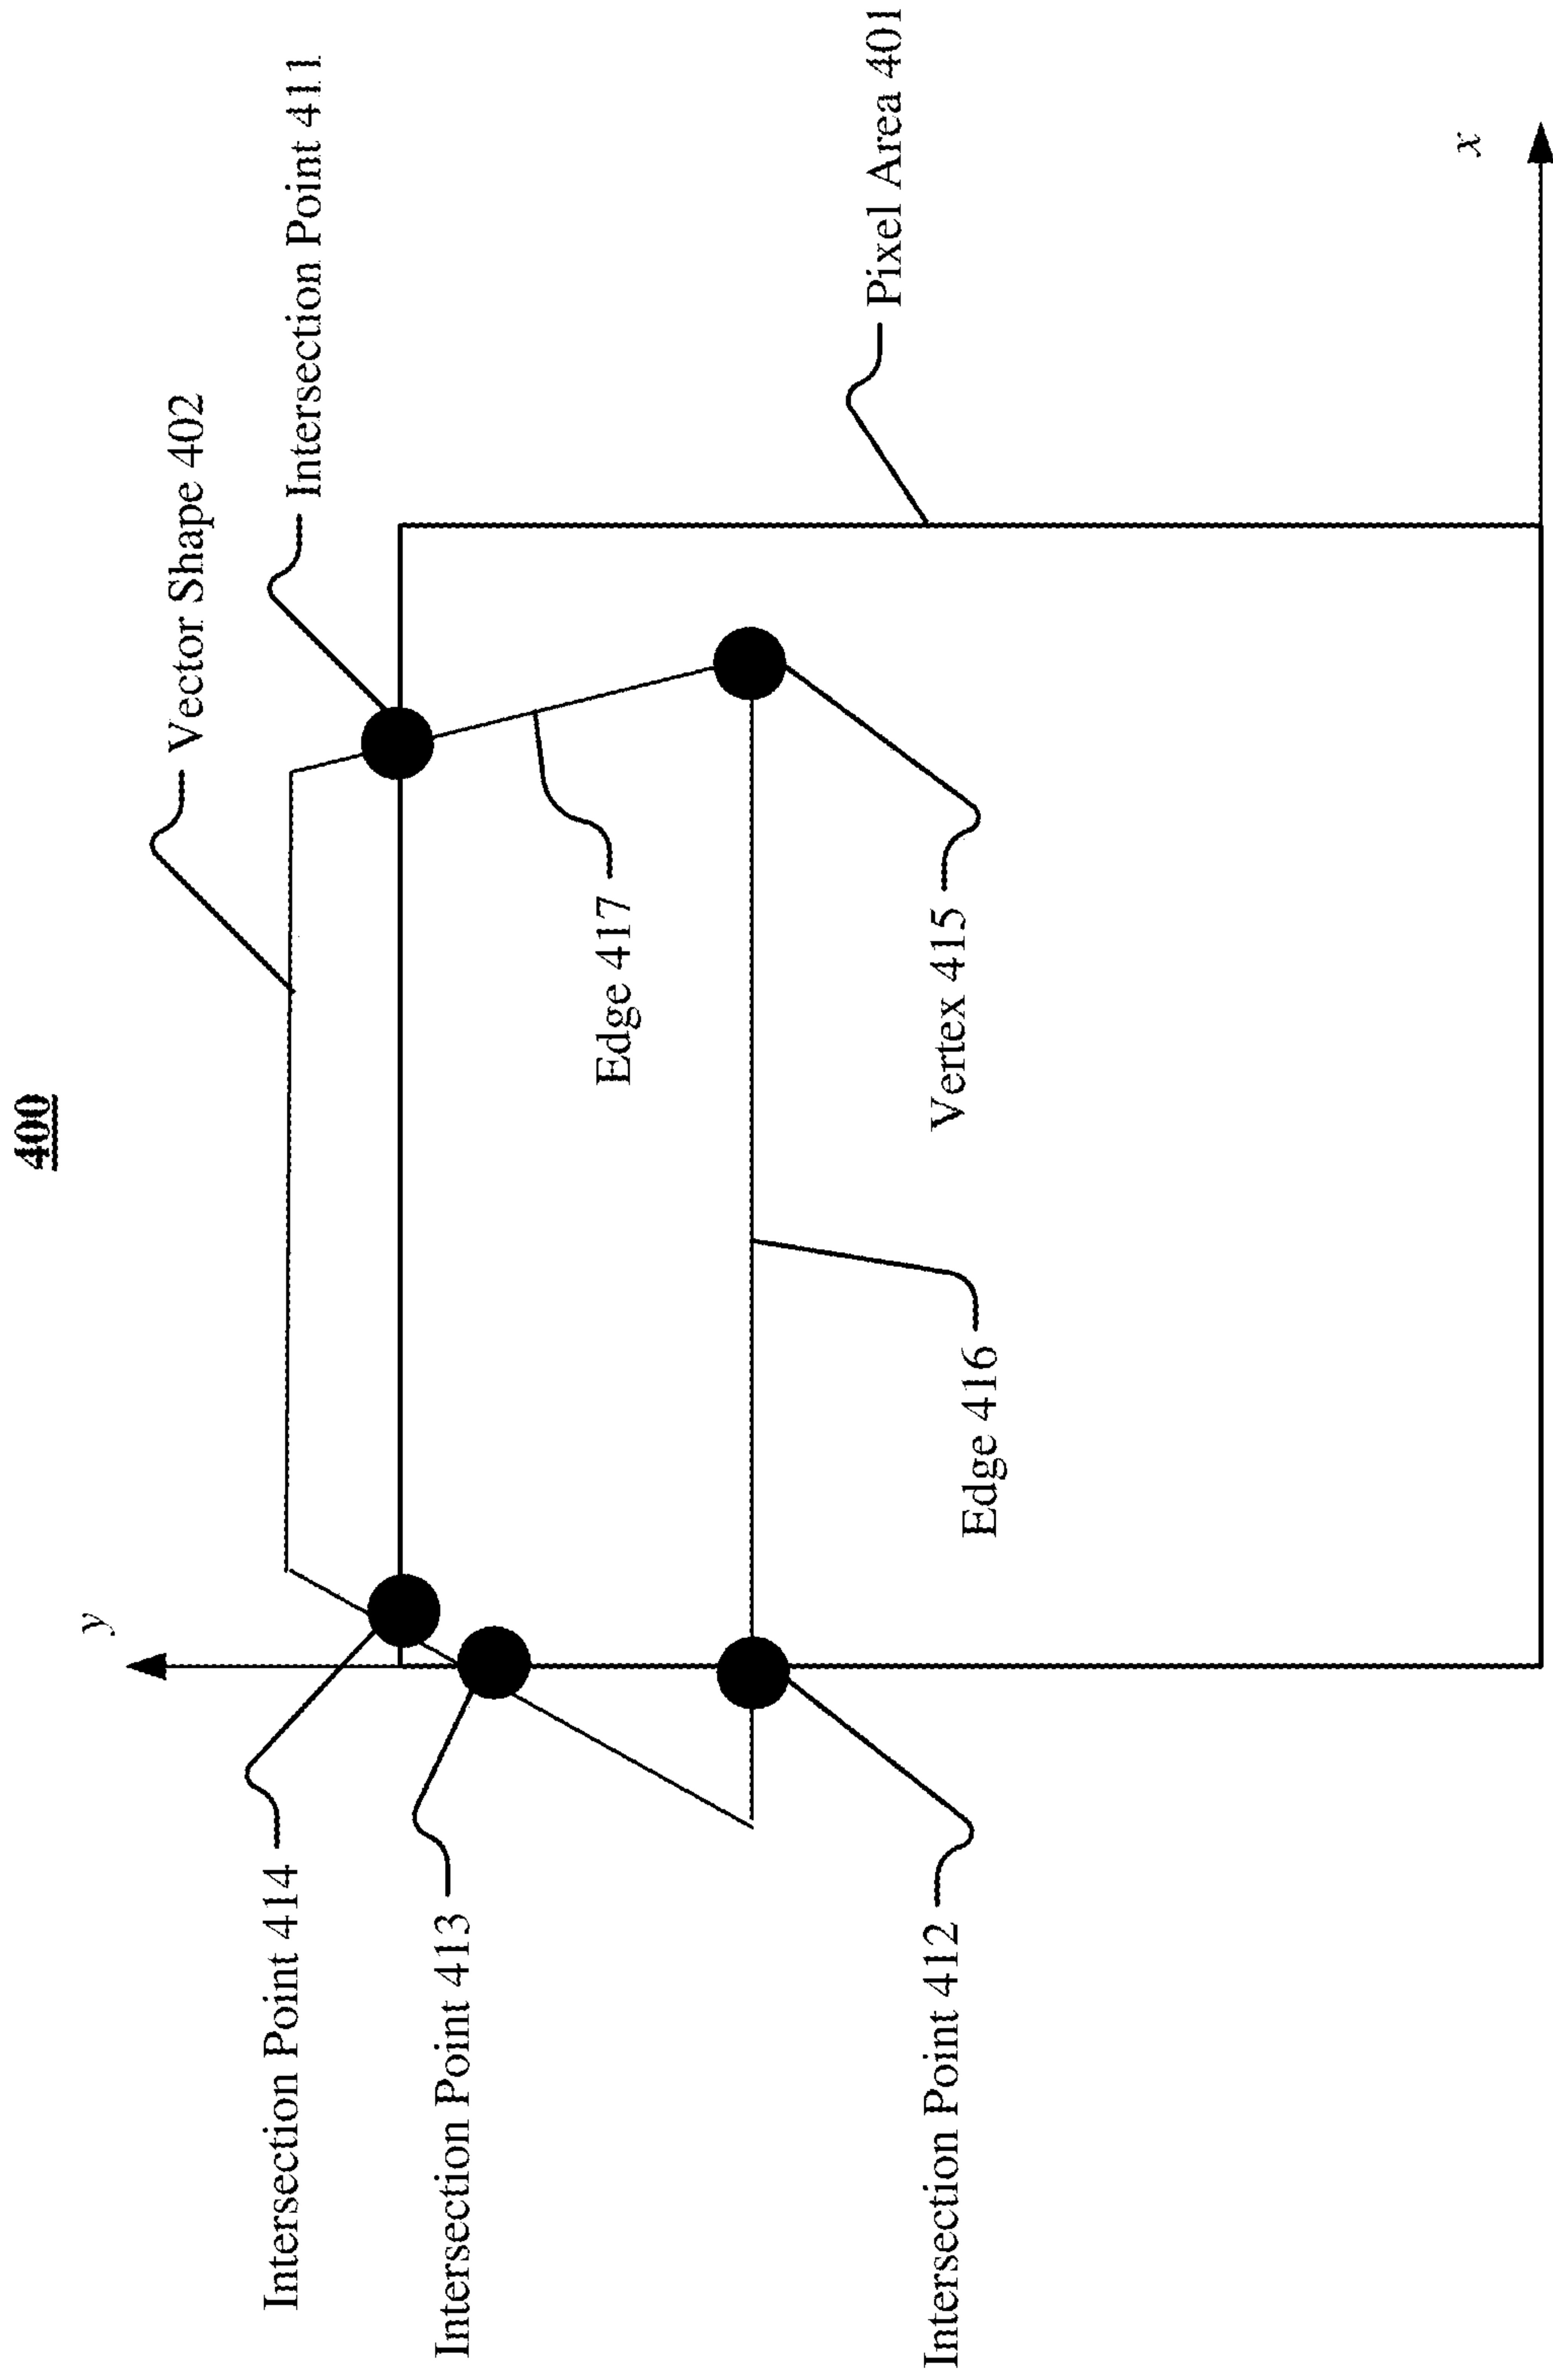 400
Vector Shape 402
Intersection Point 411
y
Intersection Point 414
Intersection Point 413
Edge 417
Pixel Area 401
Vertex 415
Edge 416
Intersection Point 412
x